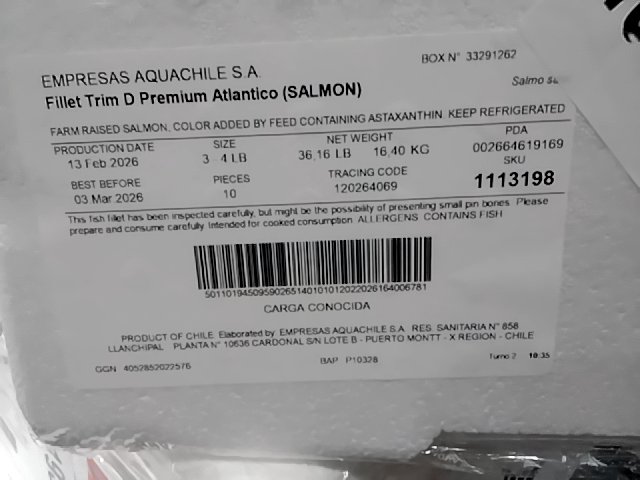 BOX N° 33291262
EMPRESAS AQUACHILE S.A.
Fillet Trim D Premium Atlantico (SALMON)
Salmo
FARM RAISED SALMON, COLOR ADDED BY FEED CONTAINING ASTAXANTHIN. KEEP REFRIGERATED
PRODUCTION DATE SIZE NET WEIGHT PDA
13 Feb 2026 3 - 4 LB 36,16 LB 16,40 KG 002664619169
BEST BEFORE PIECES TRACING CODE SKU
03 Mar 2026 10 120264069 1113198
This fish fillet has been inspected carefully, but might be the possibility of presenting small pin bones. Please
prepare and consume carefully. Intended for cooked consumption. ALLERGENS: CONTAINS FISH
CARGA CONOCIDA
PRODUCT OF CHILE. Elaborated by: EMPRESAS AQUACHILE S.A. RES. SANITARIA N° 858
LLANCHIPAL PLANTA N° 10636 CARDONAL S/N LOTE B - PUERTO MONTT - X REGION - CHILE
GGN 4052852022576 BAP P10328 Turno 2 10:35